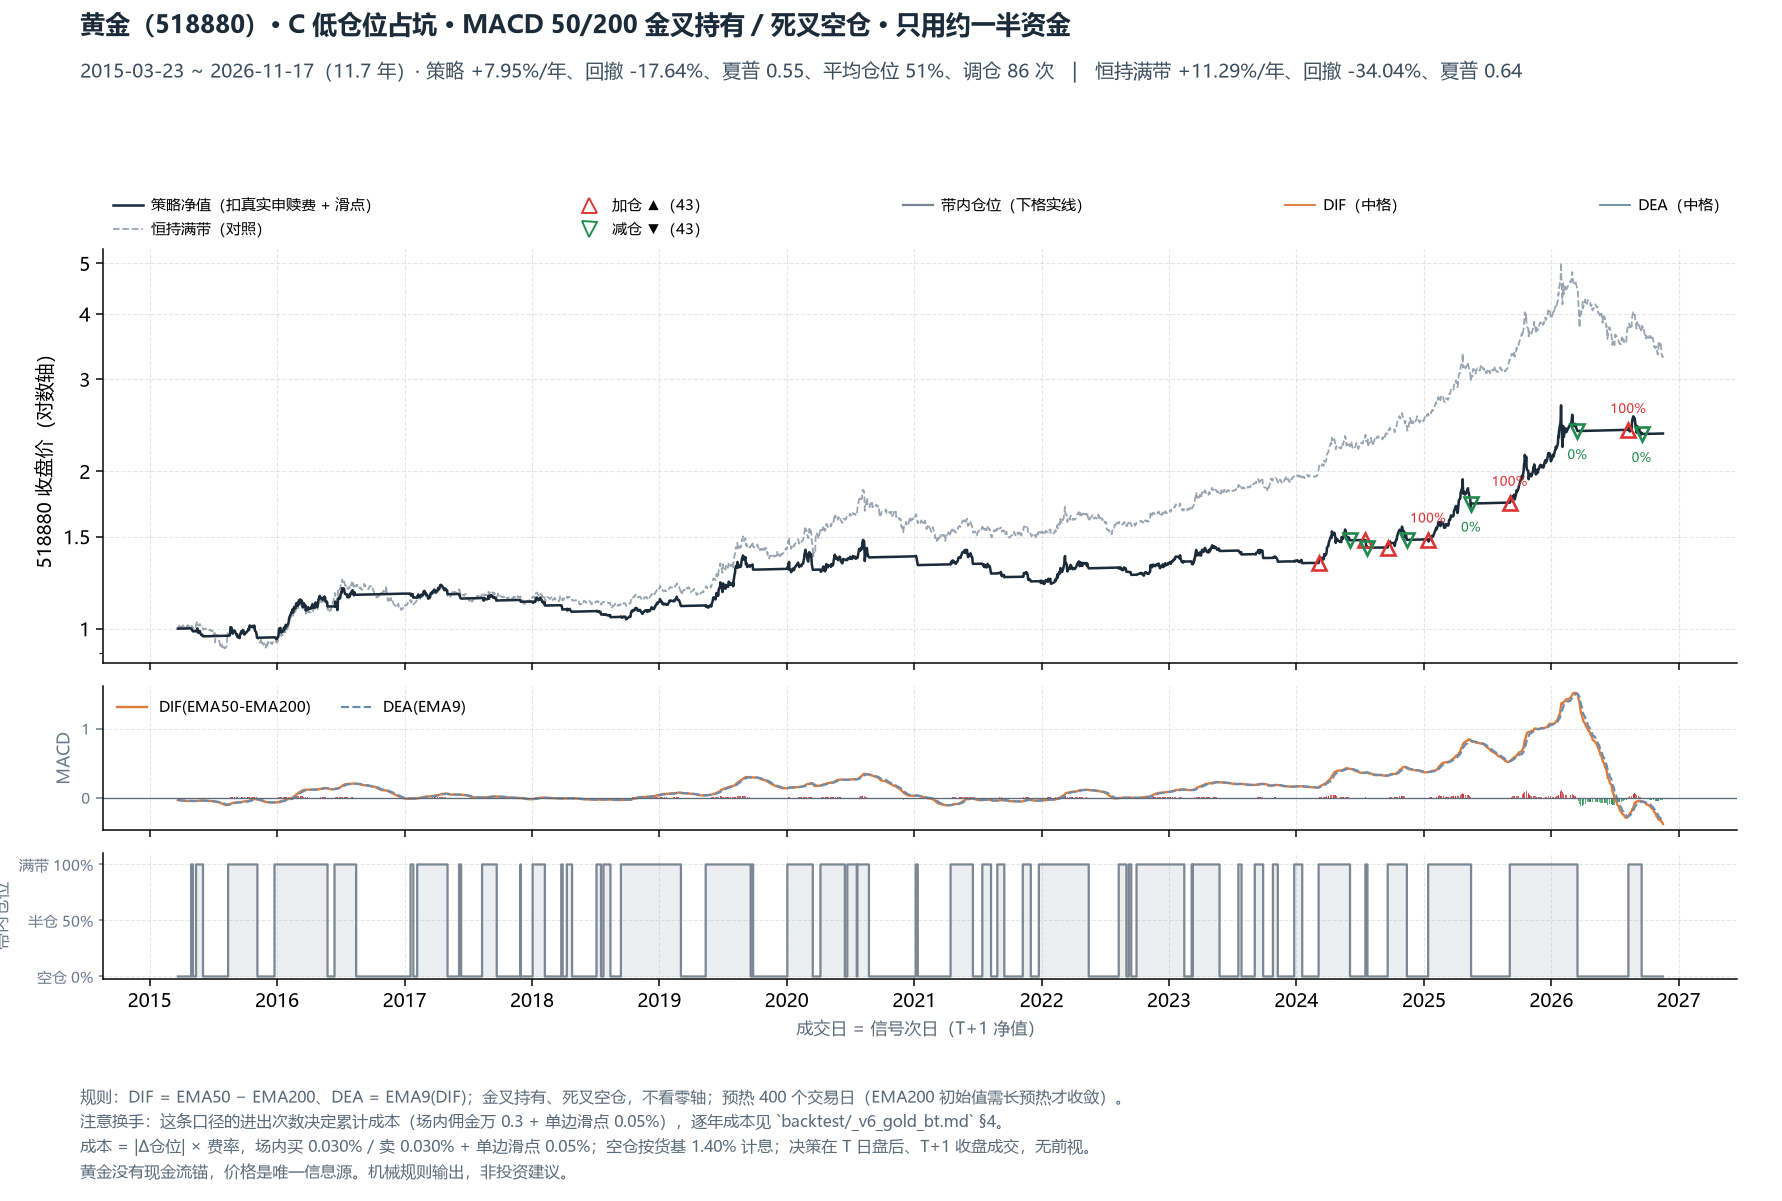 黄金（518880）• C 低仓位占坑 • MACD 50/200 金叉持有 / 死叉空仓 • 只用约一半资金
2015-03-23 ~ 2026-11-17（11.7 年）· 策略 +7.95%/年、回撤 -17.64%、夏普 0.55、平均仓位 51%、调仓 86 次 | 恒持满带 +11.29%/年、回撤 -34.04%、夏普 0.64
策略净值（扣真实申赎费 + 滑点）
恒持满带（对照）
加仓 ▲（43）
减仓 ▼（43）
带内仓位（下格实线）
DIF（中格）
DEA（中格）
518880 收盘价（对数轴）
5
4
3
2
1.5
1
100%
0%
100%
0%
100%
0%
DIF(EMA50-EMA200)
DEA(EMA9)
MACD
1
0
带内仓位
满带 100%
半仓 50%
空仓 0%
2015
2016
2017
2018
2019
2020
2021
2022
2023
2024
2025
2026
2027
成交日 = 信号次日（T+1 净值）
规则：DIF = EMA50 − EMA200、DEA = EMA9(DIF)；金叉持有、死叉空仓，不看零轴；预热 400 个交易日（EMA200 初始值需长预热才收敛）。
注意换手：这条口径的进出次数决定累计成本（场内佣金万 0.3 + 单边滑点 0.05%），逐年成本见 `backtest/_v6_gold_bt.md` §4。
成本 = |Δ仓位| × 费率，场内买 0.030% / 卖 0.030% + 单边滑点 0.05%；空仓按货基 1.40% 计息；决策在 T 日盘后、T+1 收盘成交，无前视。
黄金没有现金流锚，价格是唯一信息源。机械规则输出，非投资建议。